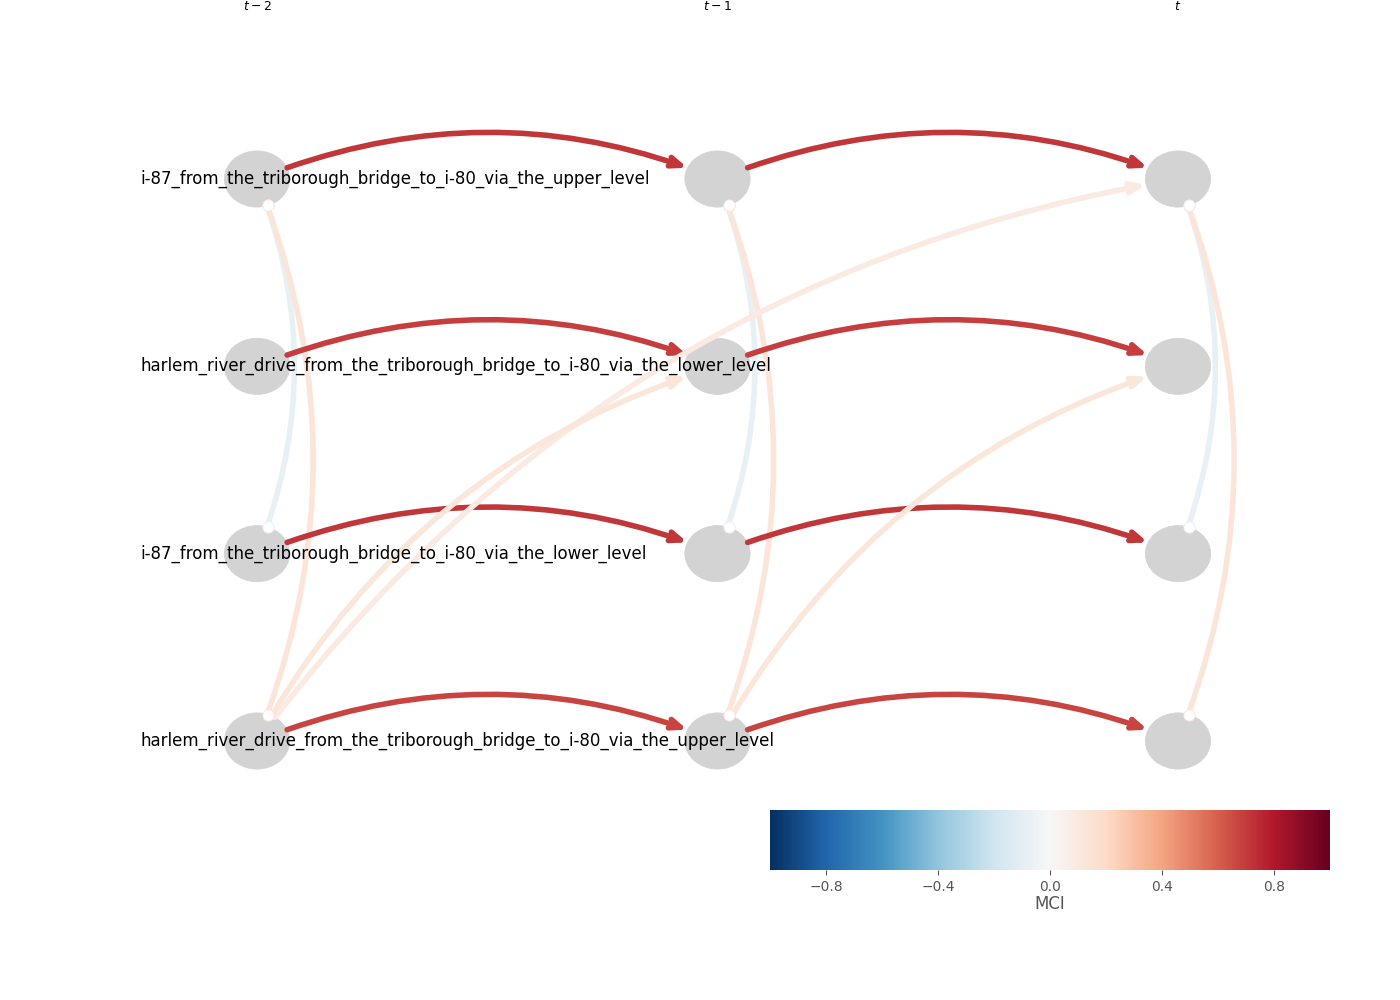 t − 2 t − 1 t
i-87_from_the_triborough_bridge_to_i-80_via_the_upper_level
harlem_river_drive_from_the_triborough_bridge_to_i-80_via_the_lower_level
i-87_from_the_triborough_bridge_to_i-80_via_the_lower_level
harlem_river_drive_from_the_triborough_bridge_to_i-80_via_the_upper_level
−0.8 −0.4 0.0 0.4 0.8
MCI